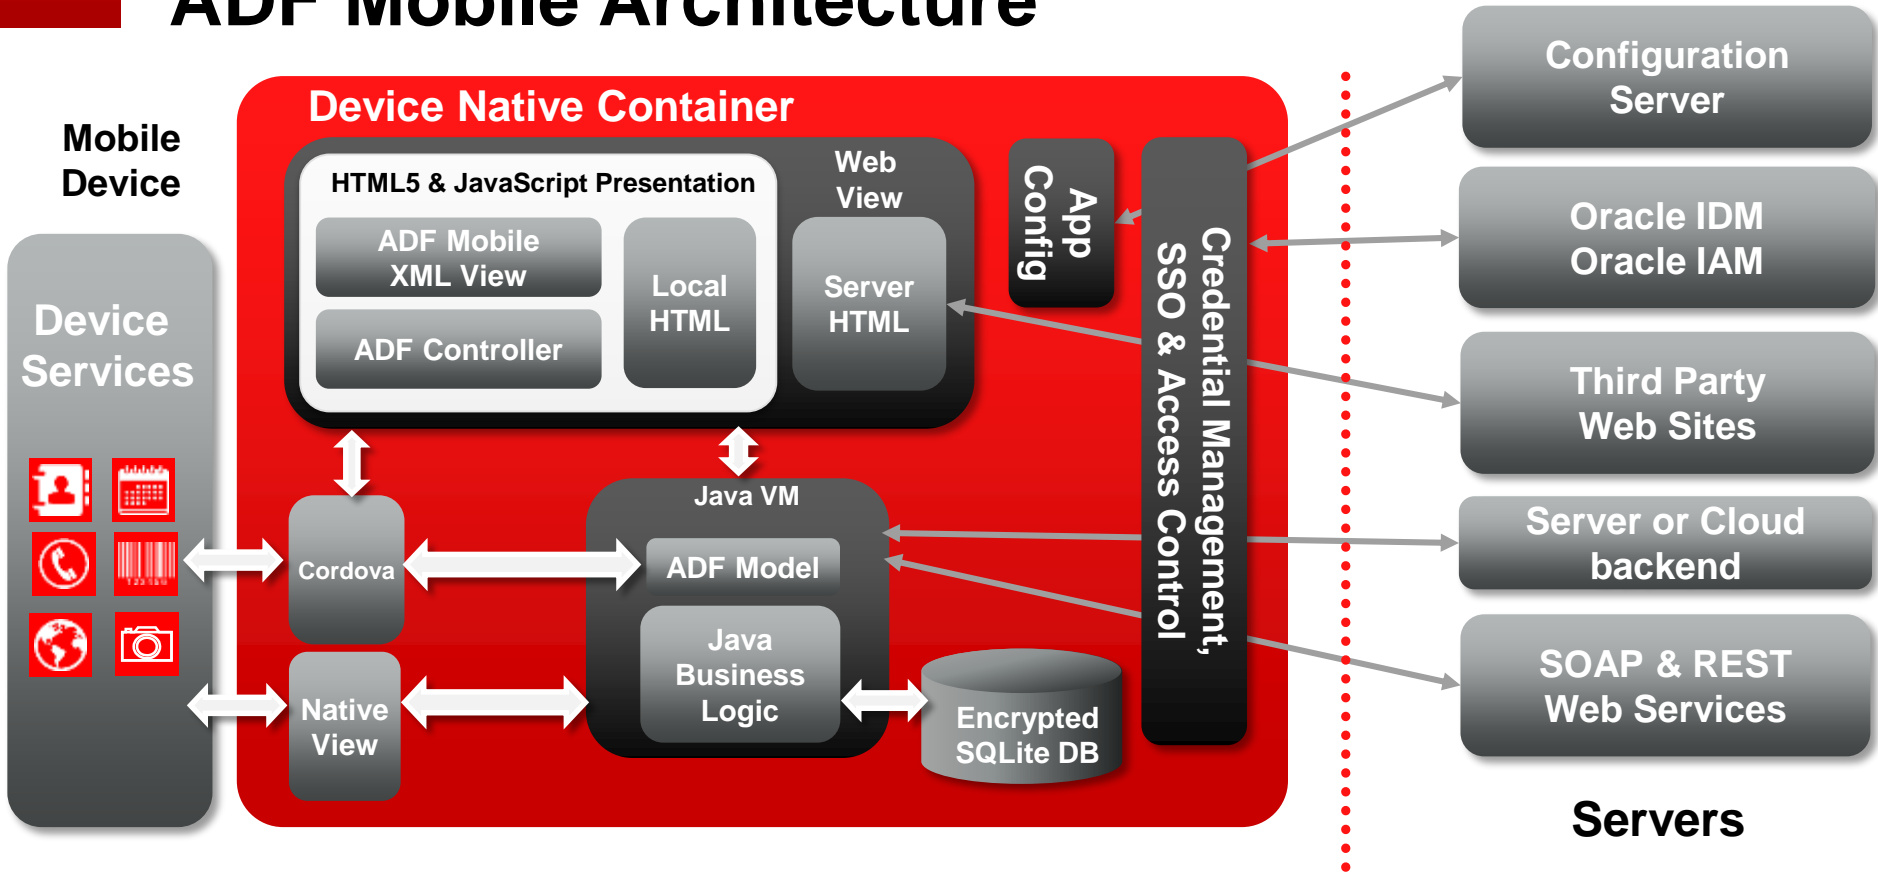 ADF Mobile Architecture
Mobile
Device
Device
Services
Device Native Container
HTML5 & JavaScript Presentation
ADF Mobile
XML View
ADF Controller
Local
HTML
Web
View
Server
HTML
App
Config
Credential Management,
SSO & Access Control
Cordova
Native
View
Java VM
ADF Model
Java
Business
Logic
Encrypted
SQLite DB
Configuration
Server
Oracle IDM
Oracle IAM
Third Party
Web Sites
Server or Cloud
backend
SOAP & REST
Web Services
Servers